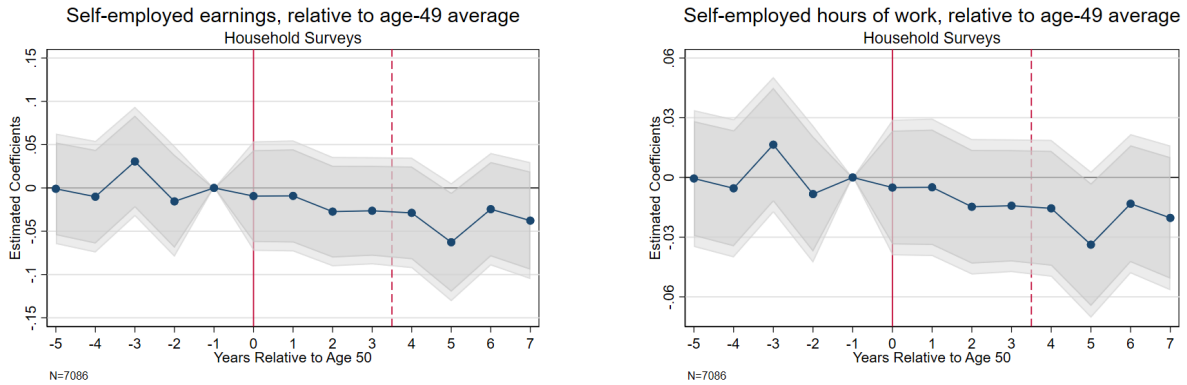 Self-employed earnings, relative to age-49 average
Household Surveys
Estimated Coefficients
.15
.1
.05
0
-.05
-.1
-.15
-5 -4 -3 -2 -1 0 1 2 3 4 5 6 7
Years Relative to Age 50
N=7086
Self-employed hours of work, relative to age-49 average
Household Surveys
Estimated Coefficients
.06
.03
0
-.03
-.06
-5 -4 -3 -2 -1 0 1 2 3 4 5 6 7
Years Relative to Age 50
N=7086